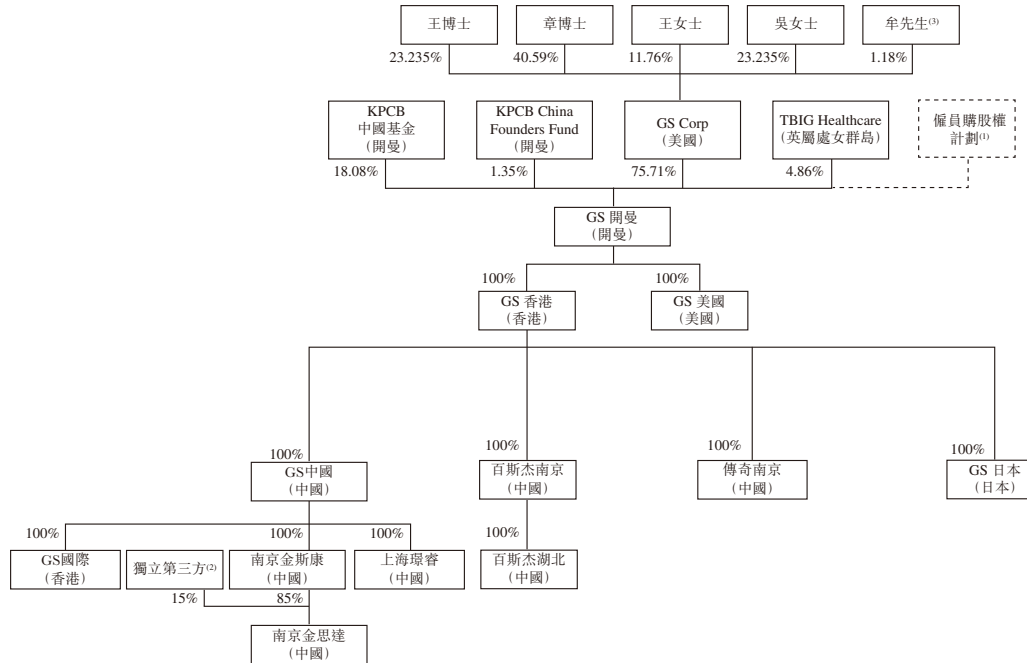 王博士
章博士
王女士
吳女士
牟先生(3)
23.235%
40.59%
11.76%
23.235%
1.18%
KPCB
中國基金
(開曼)
KPCB China
Founders Fund
(開曼)
GS Corp
(美國)
TBIG Healthcare
(英屬處女群島)
僱員購股權
計劃(1)
18.08%
1.35%
75.71%
4.86%
GS 開曼
(開曼)
100%
100%
GS 香港
(香港)
GS 美國
(美國)
100%
100%
100%
100%
GS中國
(中國)
百斯杰南京
(中國)
傳奇南京
(中國)
GS 日本
(日本)
100%
100%
100%
100%
GS國際
(香港)
獨立第三方(2)
南京金斯康
(中國)
上海璟睿
(中國)
百斯杰湖北
(中國)
15%
85%
南京金思達
(中國)